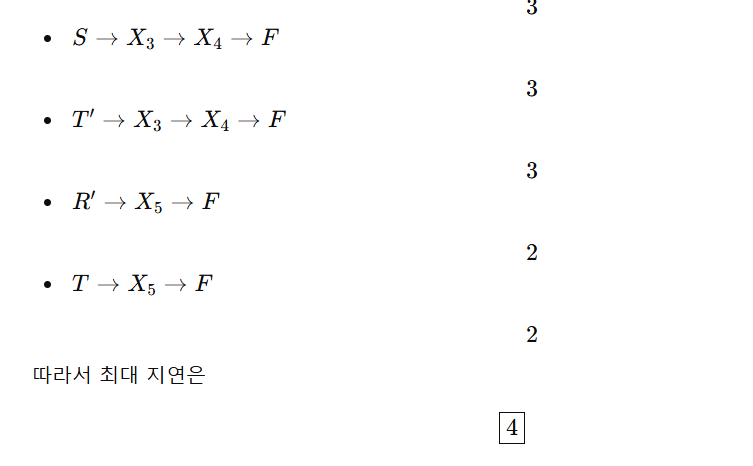 3
• S → X₃ → X₄ → F
3
• T′ → X₃ → X₄ → F
3
• R′ → X₅ → F
2
• T → X₅ → F
2
따라서 최대 지연은
4